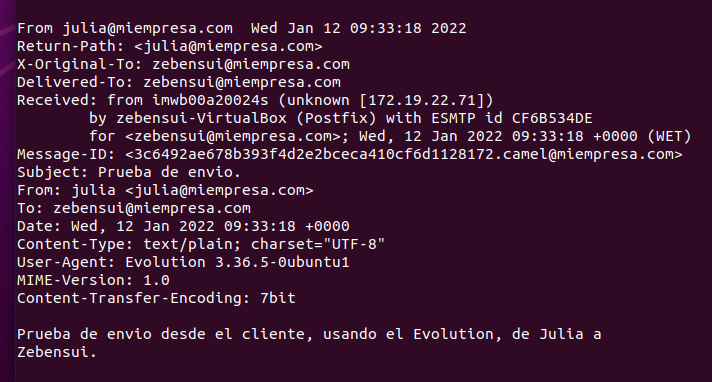 From julia@miempresa.com  Wed Jan 12 09:33:18 2022
Return-Path: <julia@miempresa.com>
X-Original-To: zebensui@miempresa.com
Delivered-To: zebensui@miempresa.com
Received: from imwb00a20024s (unknown [172.19.22.71])
        by zebensui-VirtualBox (Postfix) with ESMTP id CF6B534DE
        for <zebensui@miempresa.com>; Wed, 12 Jan 2022 09:33:18 +0000 (WET)
Message-ID: <3c6492ae678b393f4d2e2bceca410cf6d1128172.camel@miempresa.com>
Subject: Prueba de envio.
From: julia <julia@miempresa.com>
To: zebensui@miempresa.com
Date: Wed, 12 Jan 2022 09:33:18 +0000
Content-Type: text/plain; charset="UTF-8"
User-Agent: Evolution 3.36.5-0ubuntu1
MIME-Version: 1.0
Content-Transfer-Encoding: 7bit

Prueba de envio desde el cliente, usando el Evolution, de Julia a
Zebensui.